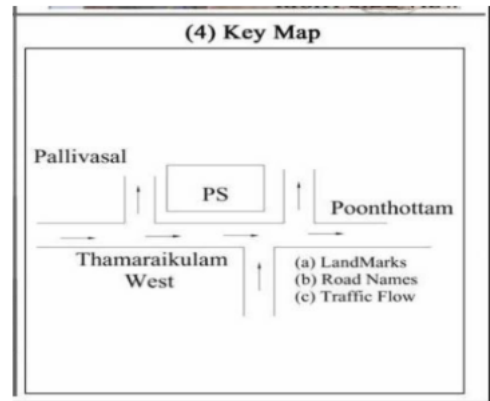 (4) Key Map
Pallivasal
PS
Poonthottam
Thamaraikulam
West
(a) LandMarks
(b) Road Names
(c) Traffic Flow